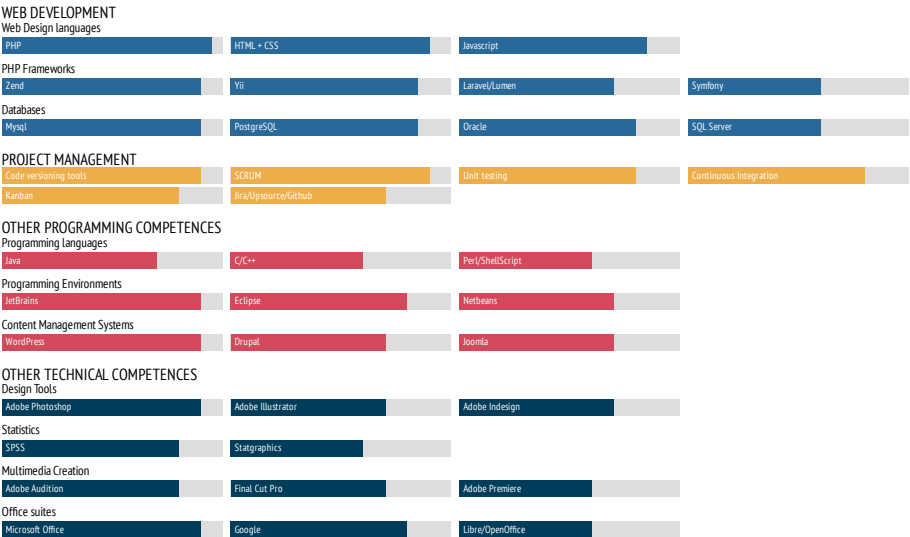 WEB DEVELOPMENT
Web Design languages
PHP HTML + CSS Javascript
PHP Frameworks
Zend Yii Laravel/Lumen Symfony
Databases
Mysql PostgreSQL Oracle SQL Server
PROJECT MANAGEMENT
Code versioning tools SCRUM Unit testing Continuous Integration
Kanban Jira/Upsource/Github
OTHER PROGRAMMING COMPETENCES
Programming languages
Java C/C++ Perl/ShellScript
Programming Environments
JetBrains Eclipse Netbeans
Content Management Systems
WordPress Drupal Joomla
OTHER TECHNICAL COMPETENCES
Design Tools
Adobe Photoshop Adobe Illustrator Adobe Indesign
Statistics
SPSS Statgraphics
Multimedia Creation
Adobe Audition Final Cut Pro Adobe Premiere
Office suites
Microsoft Office Google Libre/OpenOffice